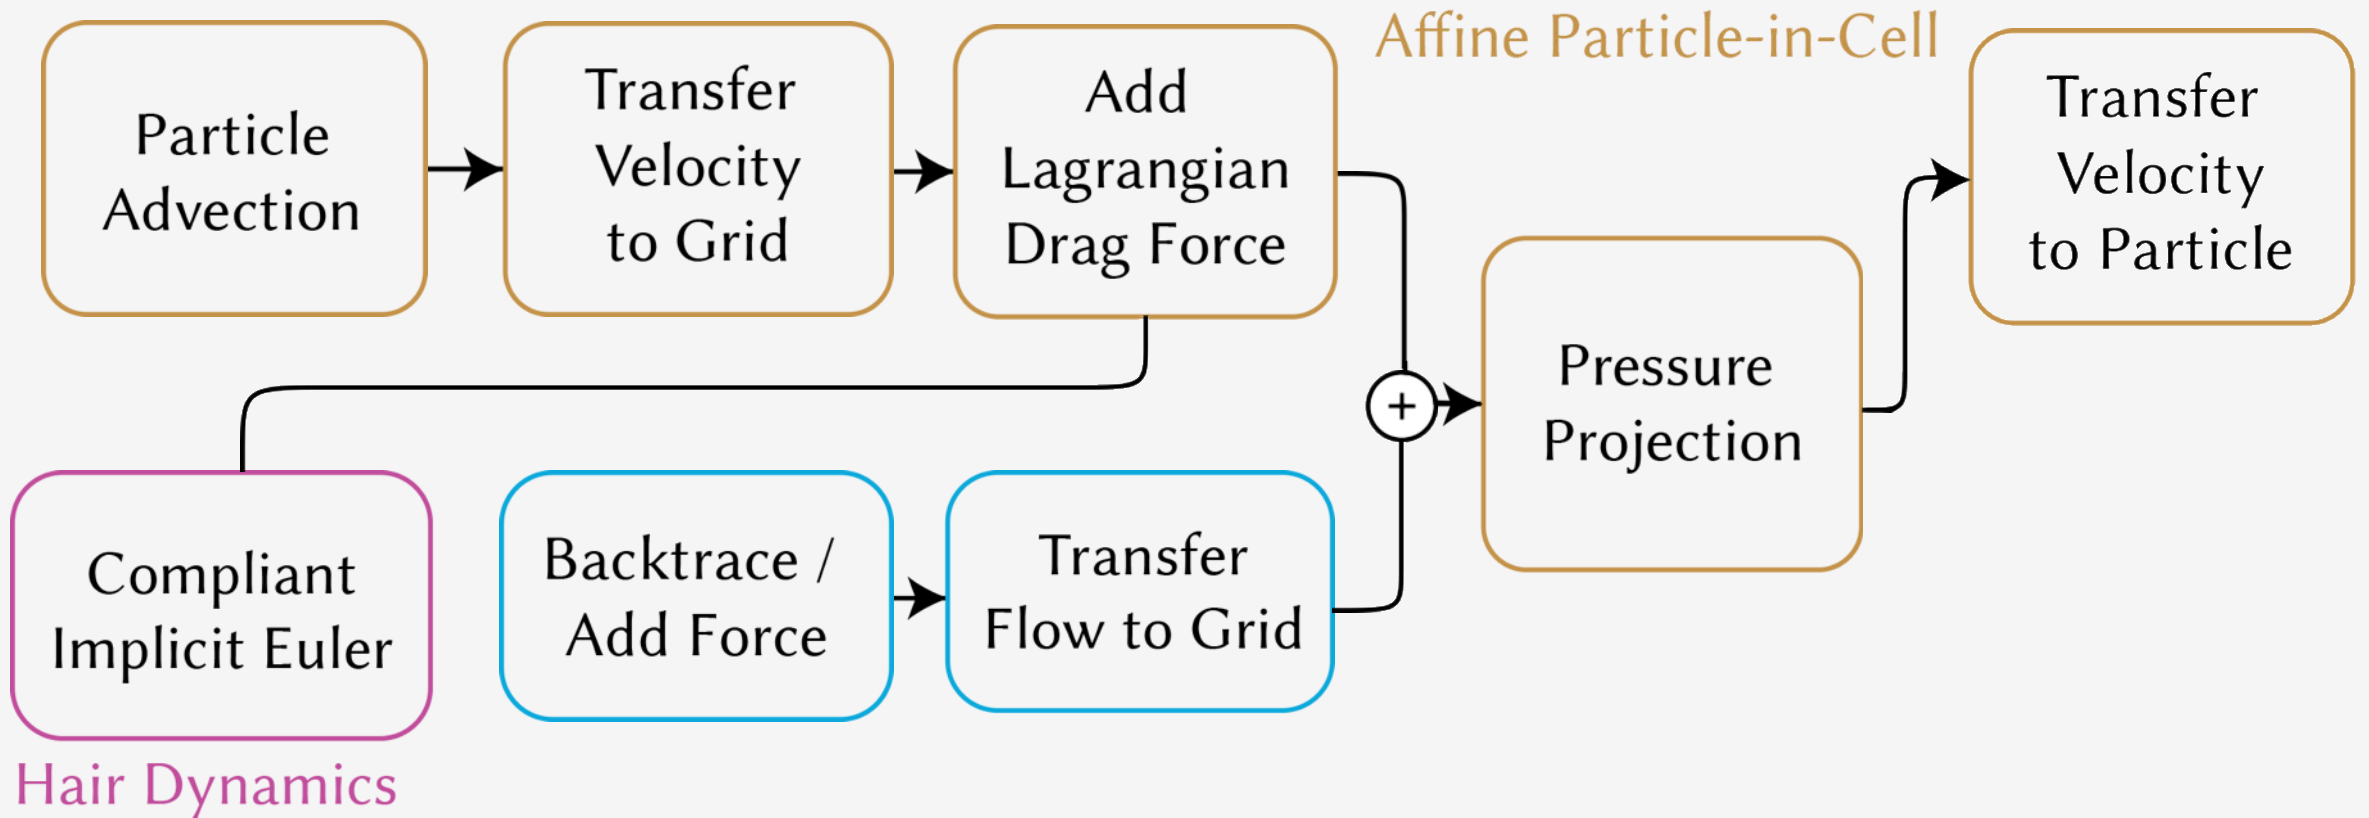 Affine Particle-in-Cell
Particle
Advection
Transfer
Velocity
to Grid
Add
Lagrangian
Drag Force
Transfer
Velocity
to Particle
Pressure
Projection
+
Compliant
Implicit Euler
Backtrace /
Add Force
Transfer
Flow to Grid
Hair Dynamics